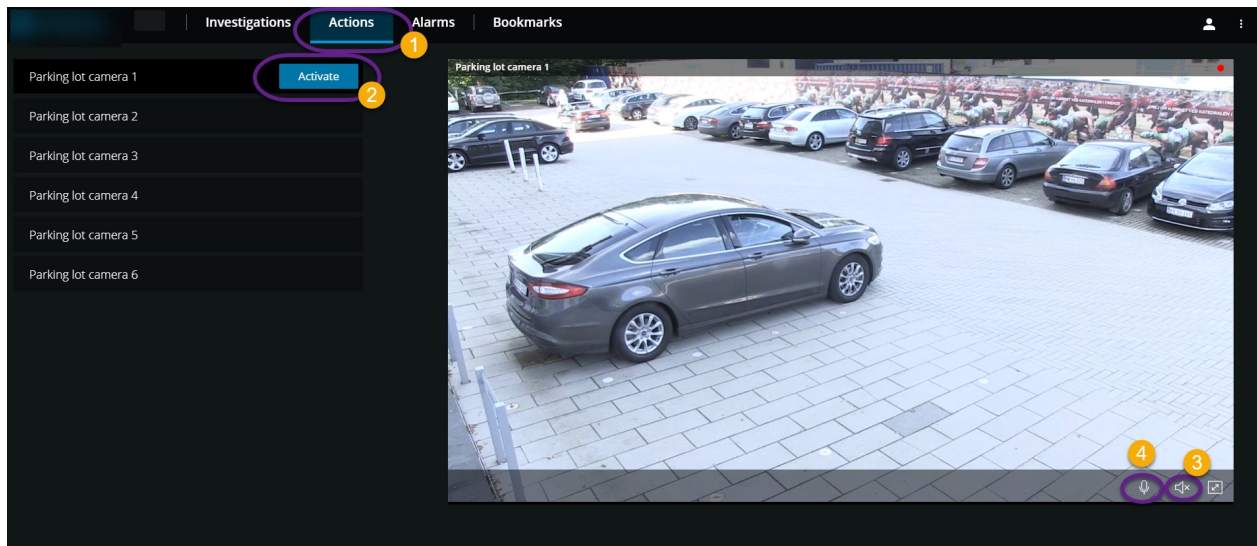 Investigations Actions Alarms Bookmarks
1
Parking lot camera 1 Activate
2
Parking lot camera 2
Parking lot camera 3
Parking lot camera 4
Parking lot camera 5
Parking lot camera 6
Parking lot camera 1
4
3